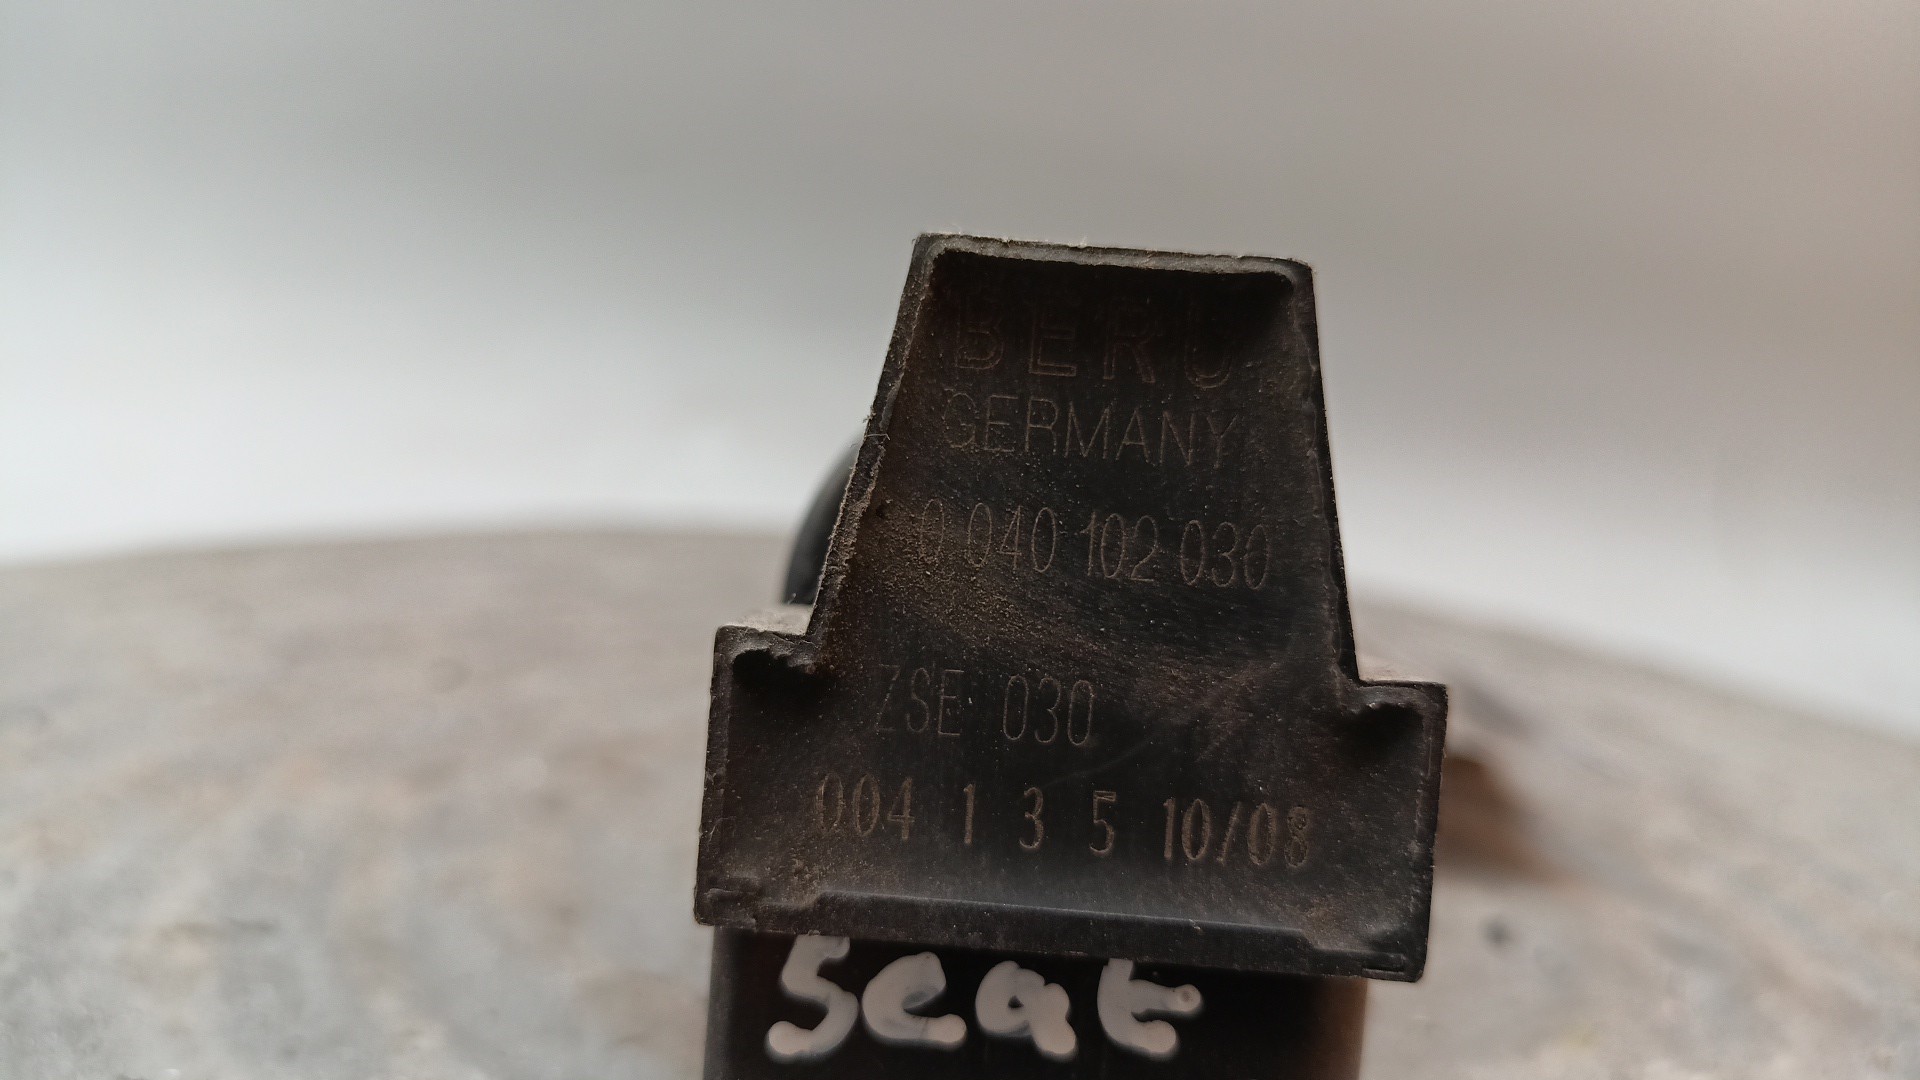 BERU
GERMANY
0 040 102 030
ZSE 030
004 1 3 5 10/08
Seat